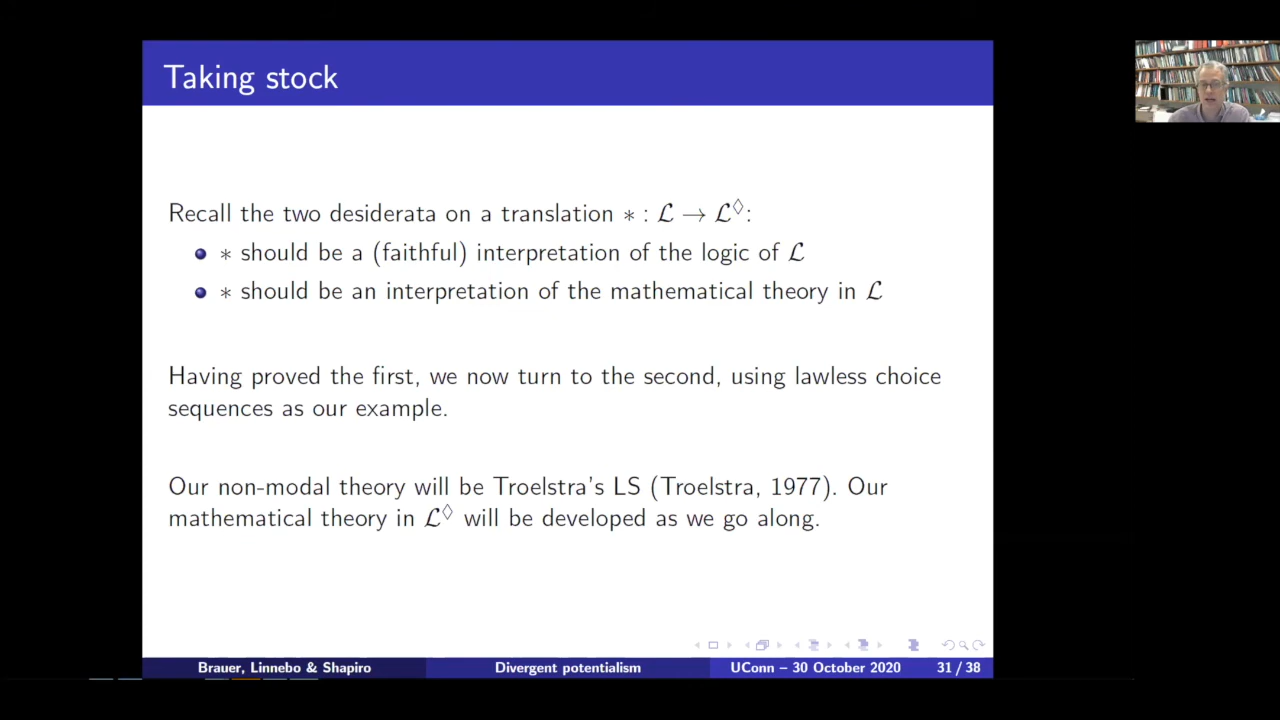 Taking stock
Recall the two desiderata on a translation ∗ : ℒ → ℒ◊:
∗ should be a (faithful) interpretation of the logic of ℒ
∗ should be an interpretation of the mathematical theory in ℒ
Having proved the first, we now turn to the second, using lawless choice
sequences as our example.
Our non-modal theory will be Troelstra's LS (Troelstra, 1977). Our
mathematical theory in ℒ◊ will be developed as we go along.
Brauer, Linnebo & Shapiro Divergent potentialism UConn – 30 October 2020 31 / 38